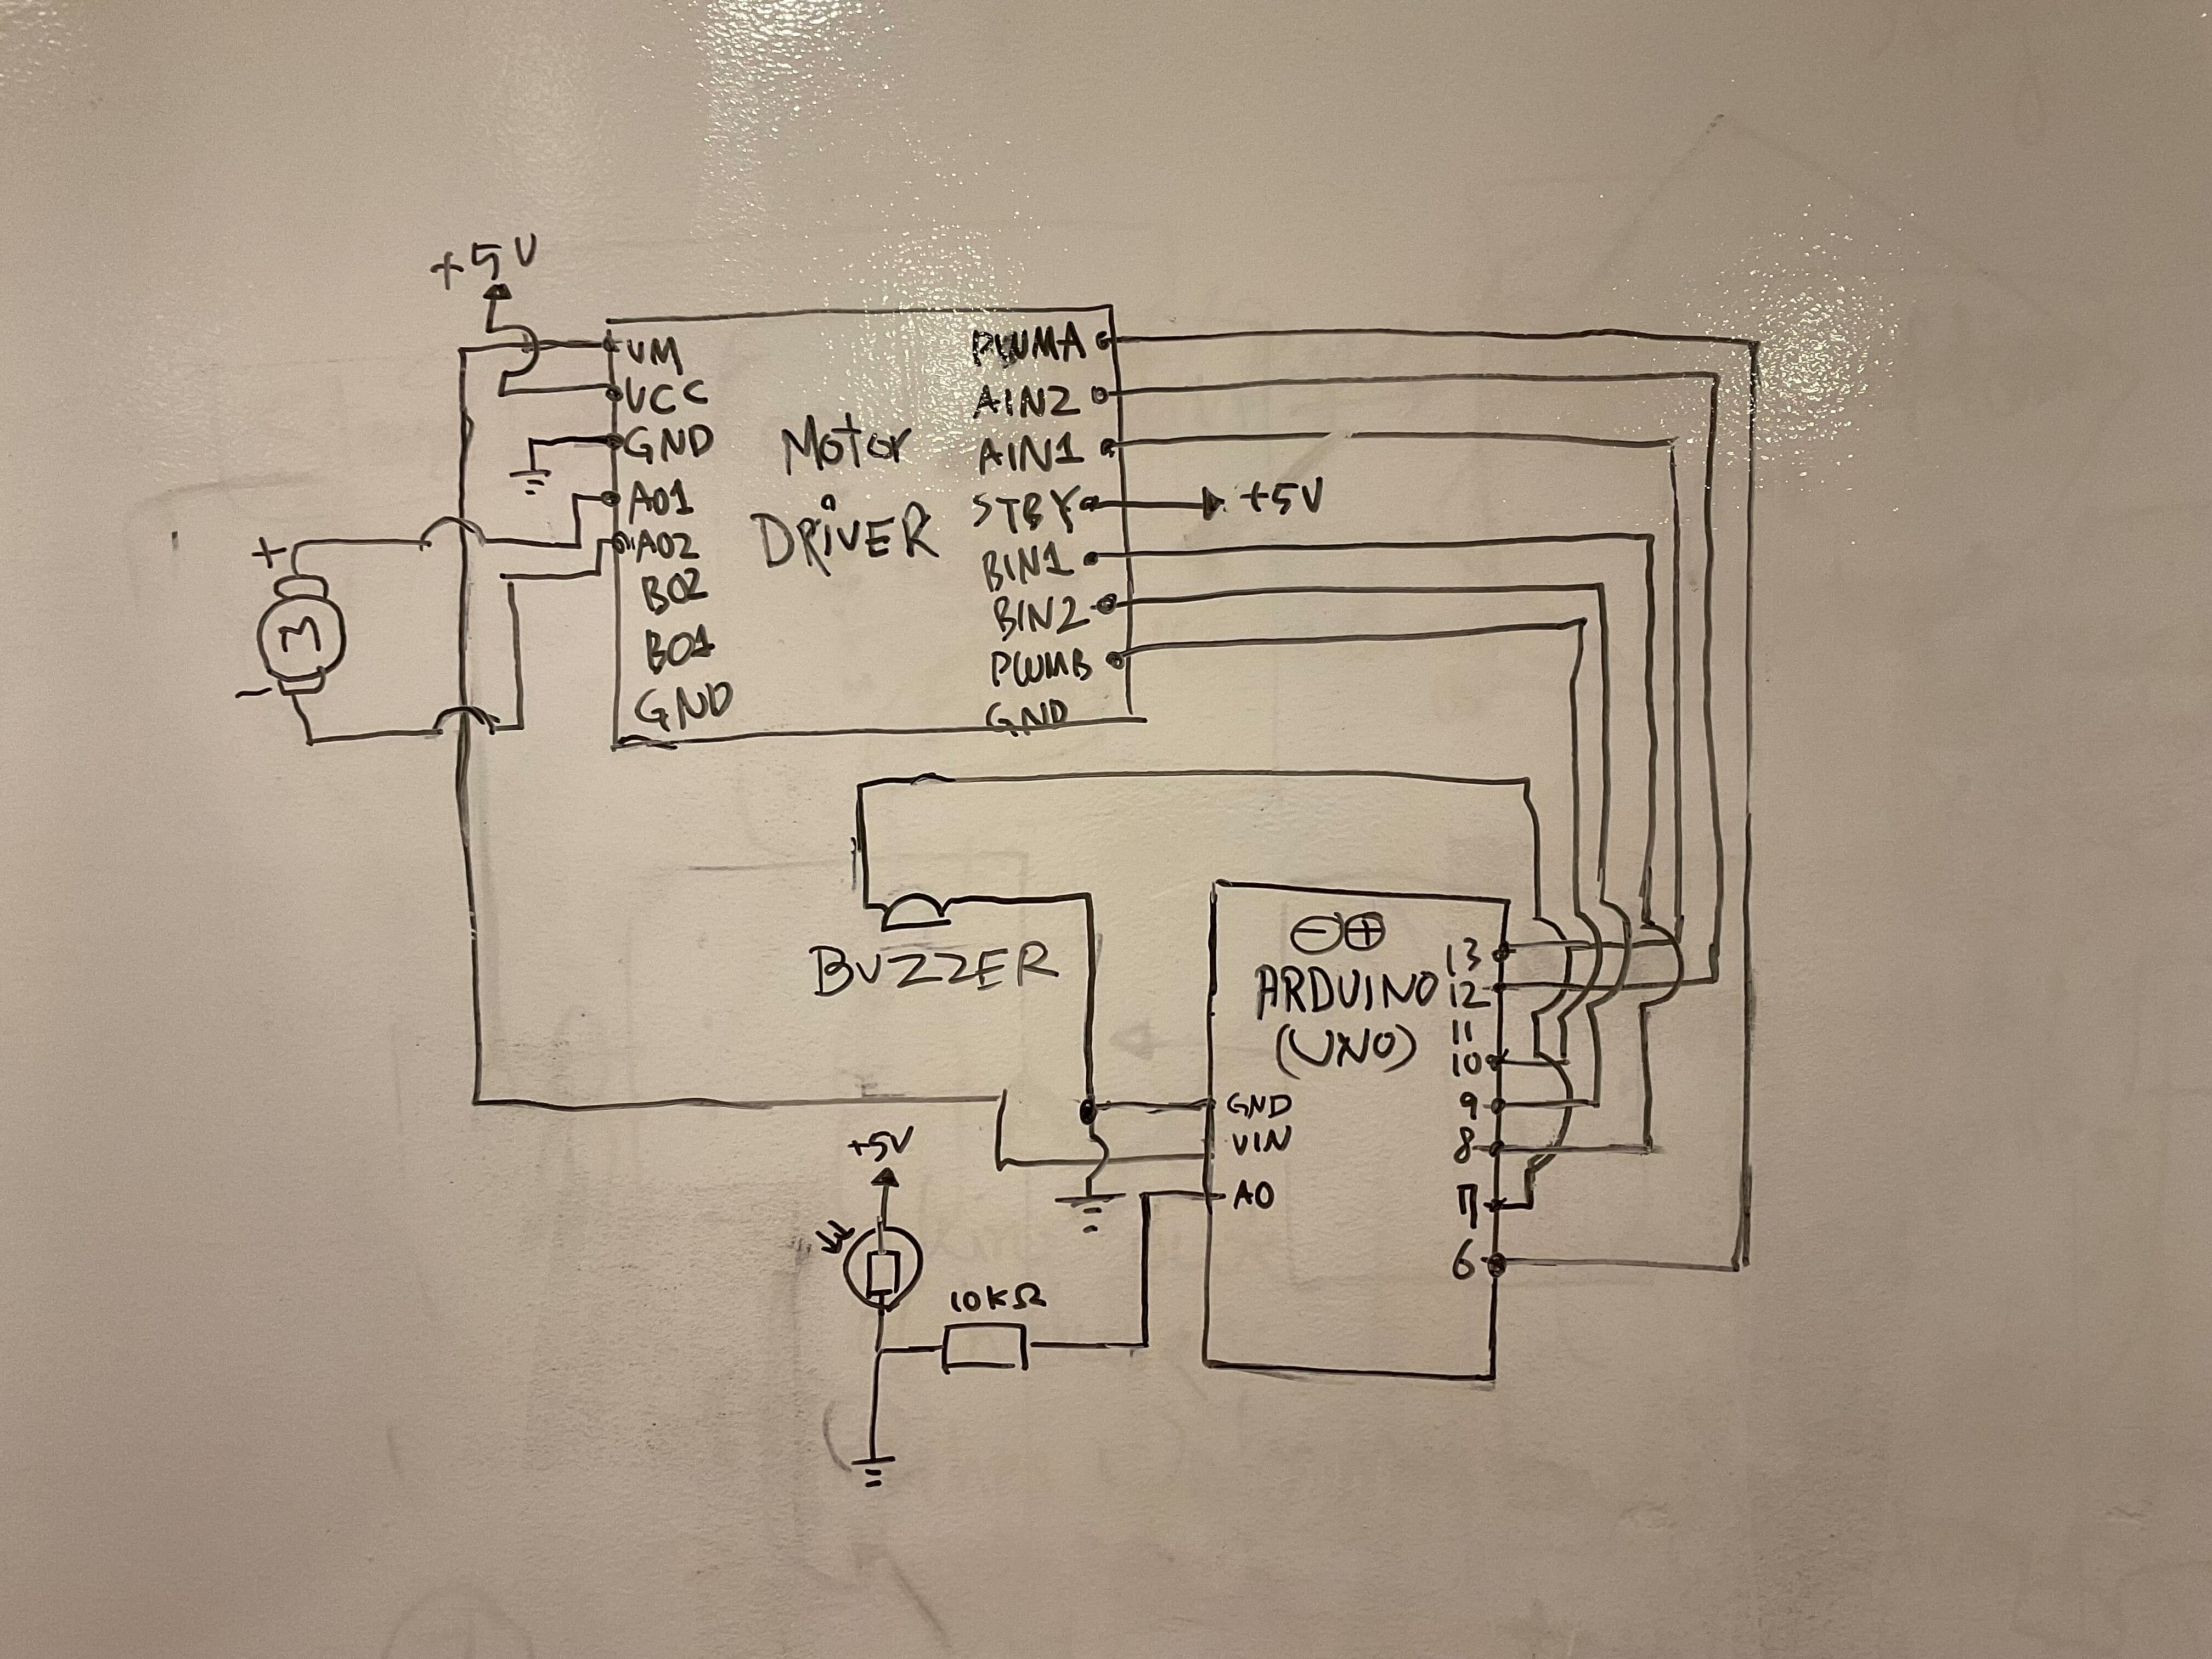 +5V
VM
VCC
GND
A01
A02
B02
B01
GND
Motor
DRiVER
PWMA
AIN2
AIN1
STBY
BIN1
BIN2
PWMB
GND
+5V
+
M
-
BUZZER
ARDUINO
(UNO)
13
12
11
10
9
8
7
6
GND
VIN
A0
+5V
10KΩ